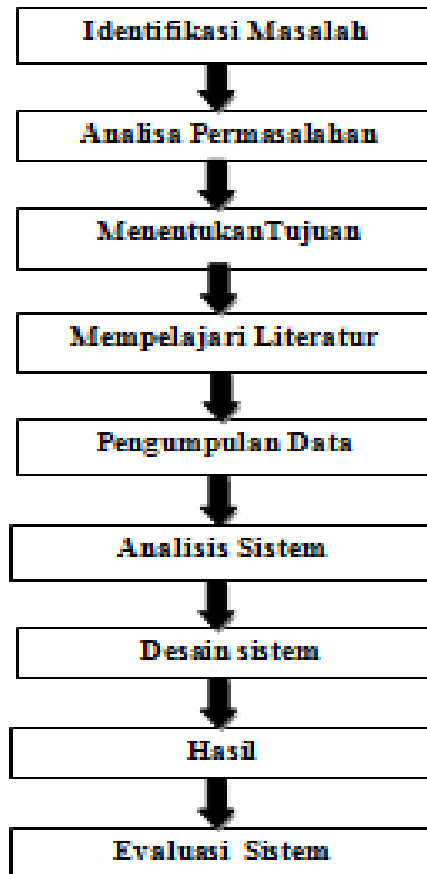 Identifikasi Masalah
Analisa Permasalahan
MenentukanTujuan
Mempelajari Literatur
Pengumpulan Data
Analisis Sistem
Desain sistem
Hasil
Evaluasi Sistem